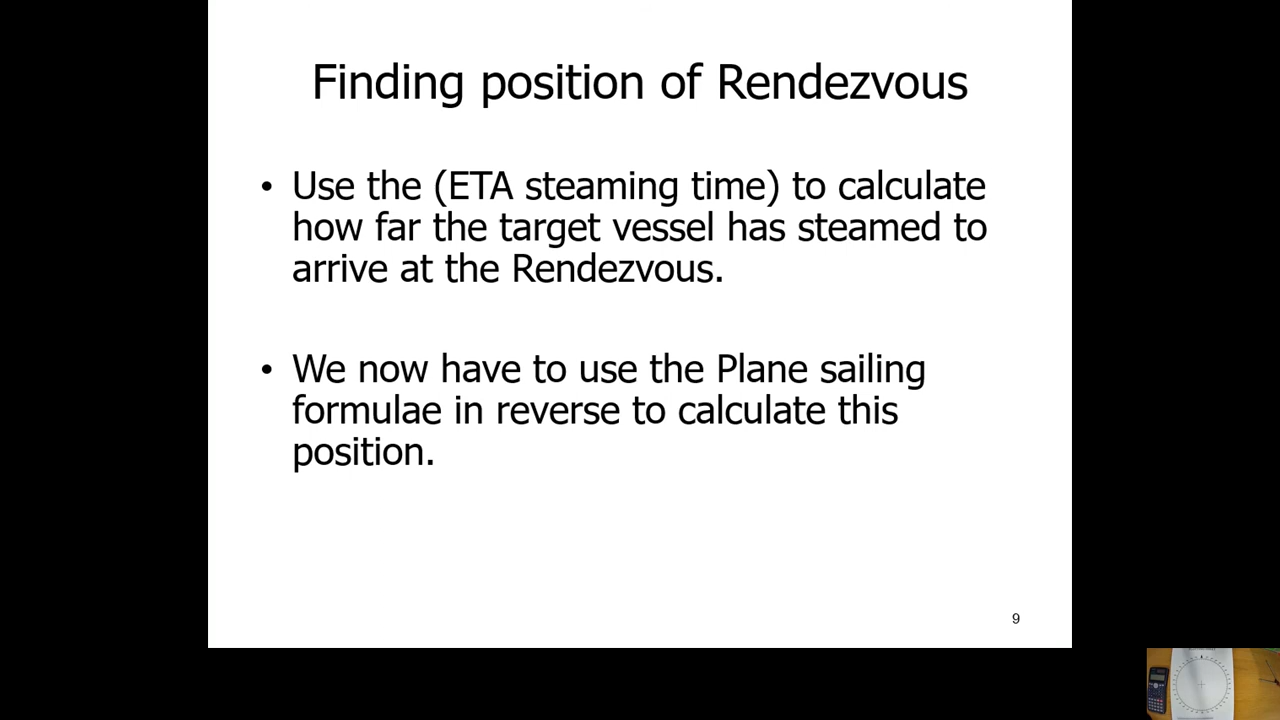 Finding position of Rendezvous
• Use the (ETA steaming time) to calculate
how far the target vessel has steamed to
arrive at the Rendezvous.
• We now have to use the Plane sailing
formulae in reverse to calculate this
position.
9